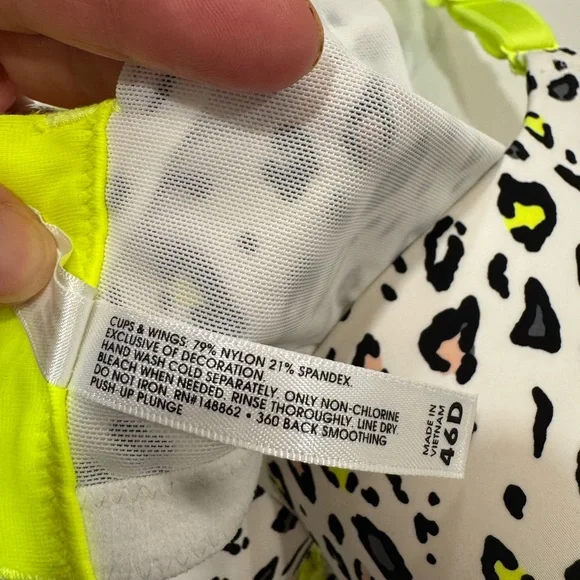 CUPS & WINGS. 79% NYLON 21% SPANDEX.
EXCLUSIVE OF DECORATION.
HAND WASH COLD SEPARATELY. ONLY NON-CHLORINE
BLEACH WHEN NEEDED. RINSE THOROUGHLY. LINE DRY.
DO NOT IRON. RN#148862 • 360 BACK SMOOTHING
PUSH UP PLUNGE
MADE IN
VIETNAM
46D